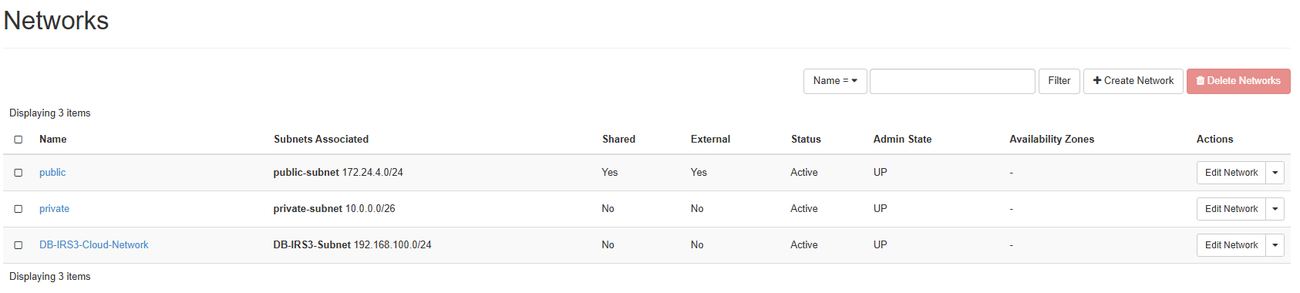 Networks
Name = Filter Create Network Delete Networks
Displaying 3 items
Name Subnets Associated Shared External Status Admin State Availability Zones Actions
public public-subnet 172.24.4.0/24 Yes Yes Active UP - Edit Network
private private-subnet 10.0.0.0/26 No No Active UP - Edit Network
DB-IRS3-Cloud-Network DB-IRS3-Subnet 192.168.100.0/24 No No Active UP - Edit Network
Displaying 3 items